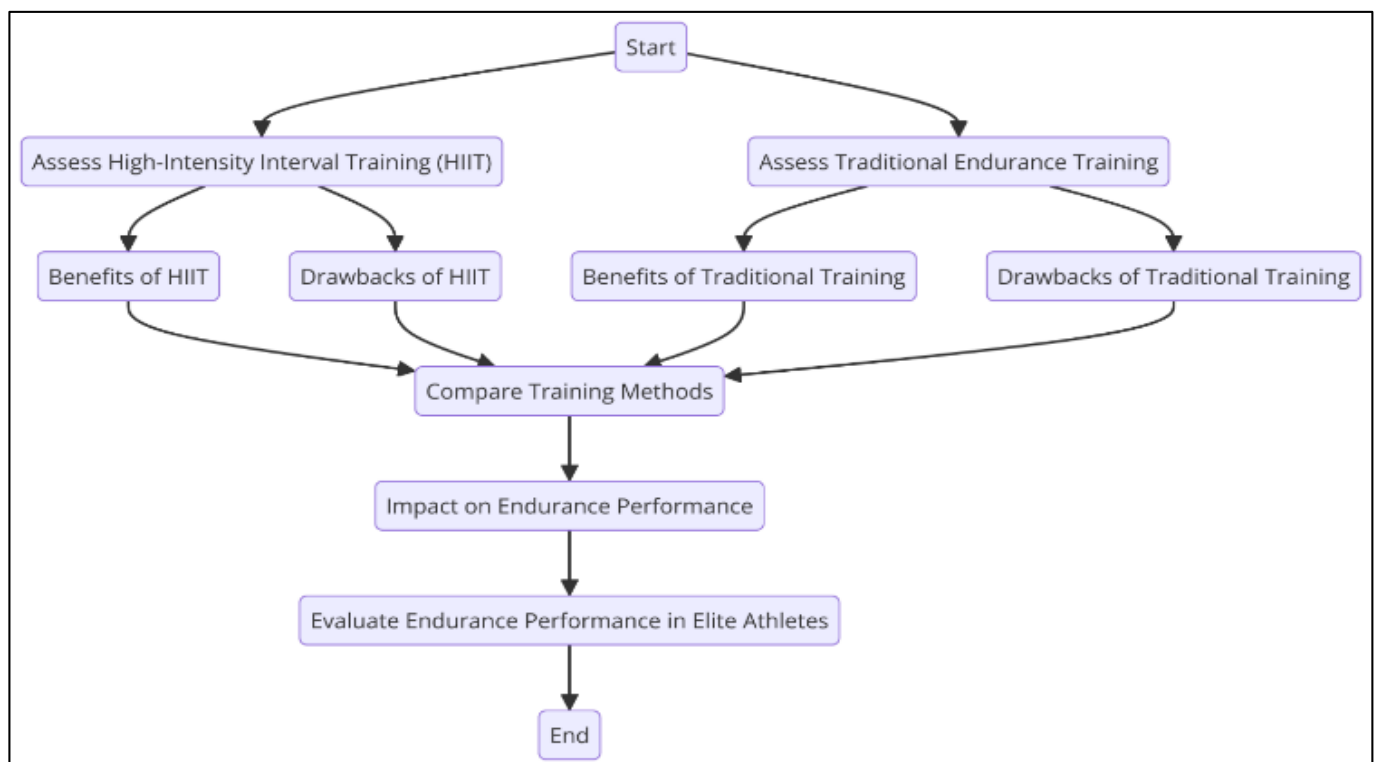 Start
Assess High-Intensity Interval Training (HIIT)
Assess Traditional Endurance Training
Benefits of HIIT
Drawbacks of HIIT
Benefits of Traditional Training
Drawbacks of Traditional Training
Compare Training Methods
Impact on Endurance Performance
Evaluate Endurance Performance in Elite Athletes
End